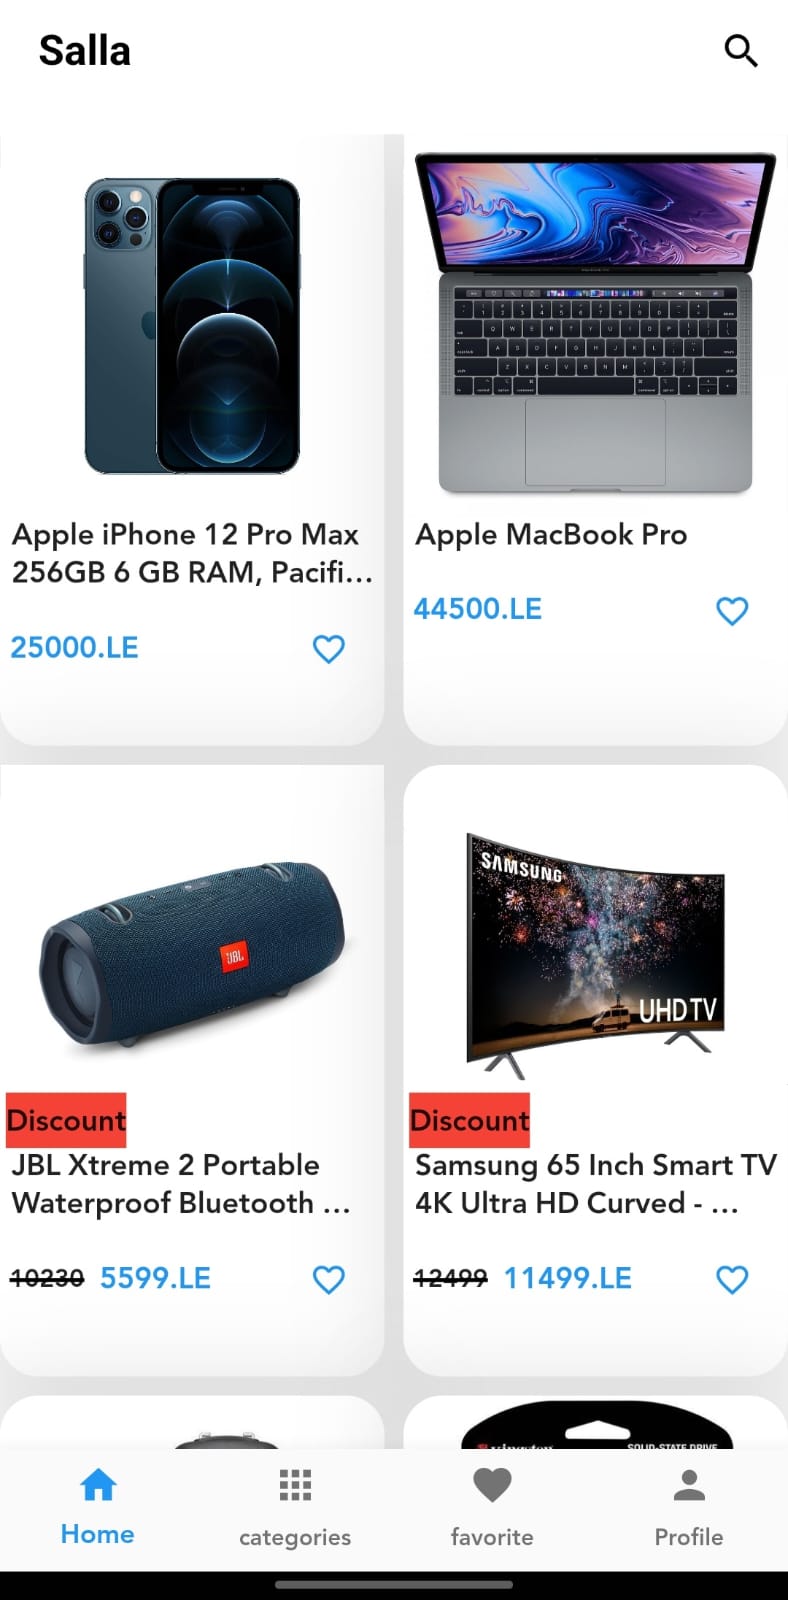 Salla
Apple iPhone 12 Pro Max
256GB 6 GB RAM, Pacifi...
25000.LE
Apple MacBook Pro
44500.LE
JBL
Discount
JBL Xtreme 2 Portable
Waterproof Bluetooth ...
10230 5599.LE
SAMSUNG
UHD TV
Discount
Samsung 65 Inch Smart TV
4K Ultra HD Curved - ...
12499 11499.LE
Kingston
SOLID-STATE DRIVE
Home
categories
favorite
Profile